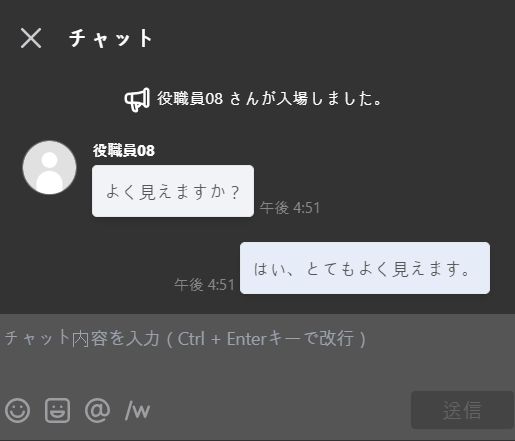 チャット
役職員08 さんが入場しました。
役職員08
よく見えますか？
午後 4:51
はい、とてもよく見えます。
午後 4:51
チャット内容を入力 ( Ctrl + Enterキーで改行 )
@ /w
送信